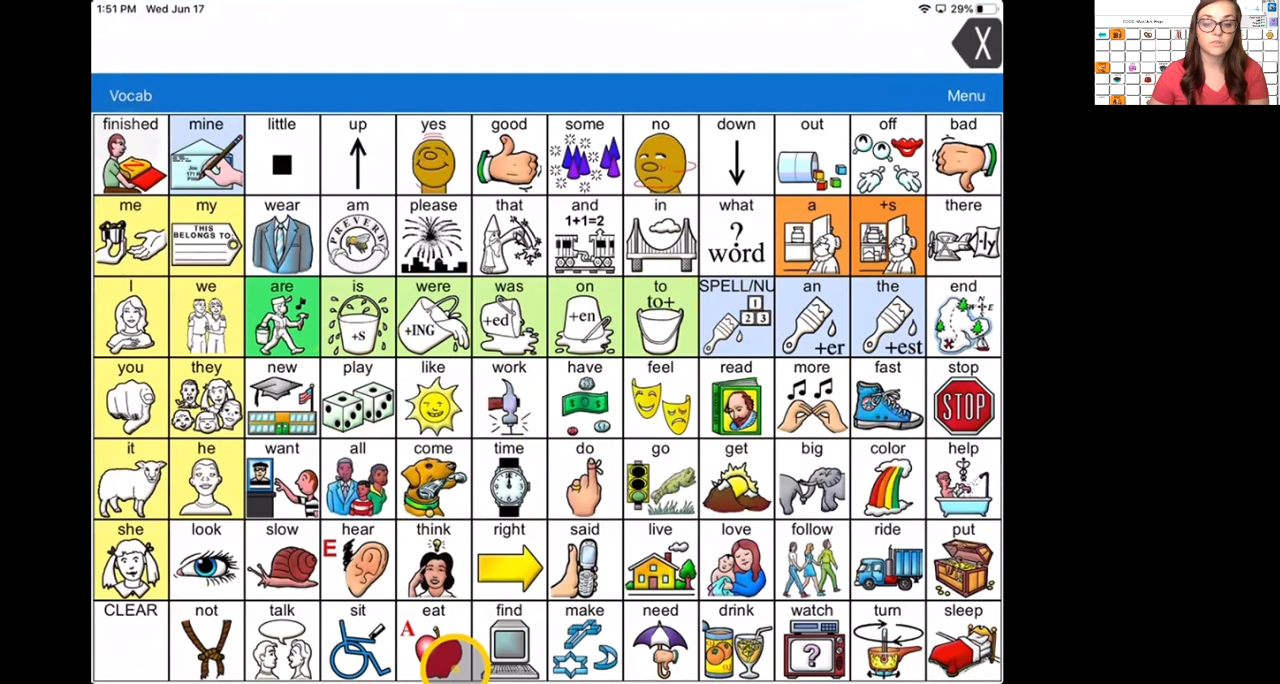 1:51 PM Wed Jun 17 29%
X
Vocab Menu
finished mine little up yes good some no down out off bad
me my wear am please that and in what a +s there
THIS BELONGS TO PREVERB 1+1=2 ? word -ly
I we are is were was on to SPELL/NU an the end
+S +ING +ed +en to+ 1 2 3 +er +est N W E
you they new play like work have feel read more fast stop
STOP
it he want all come time do go get big color help
she look slow hear think right said live love follow ride put
E
CLEAR not talk sit eat find make need drink watch turn sleep
A ?